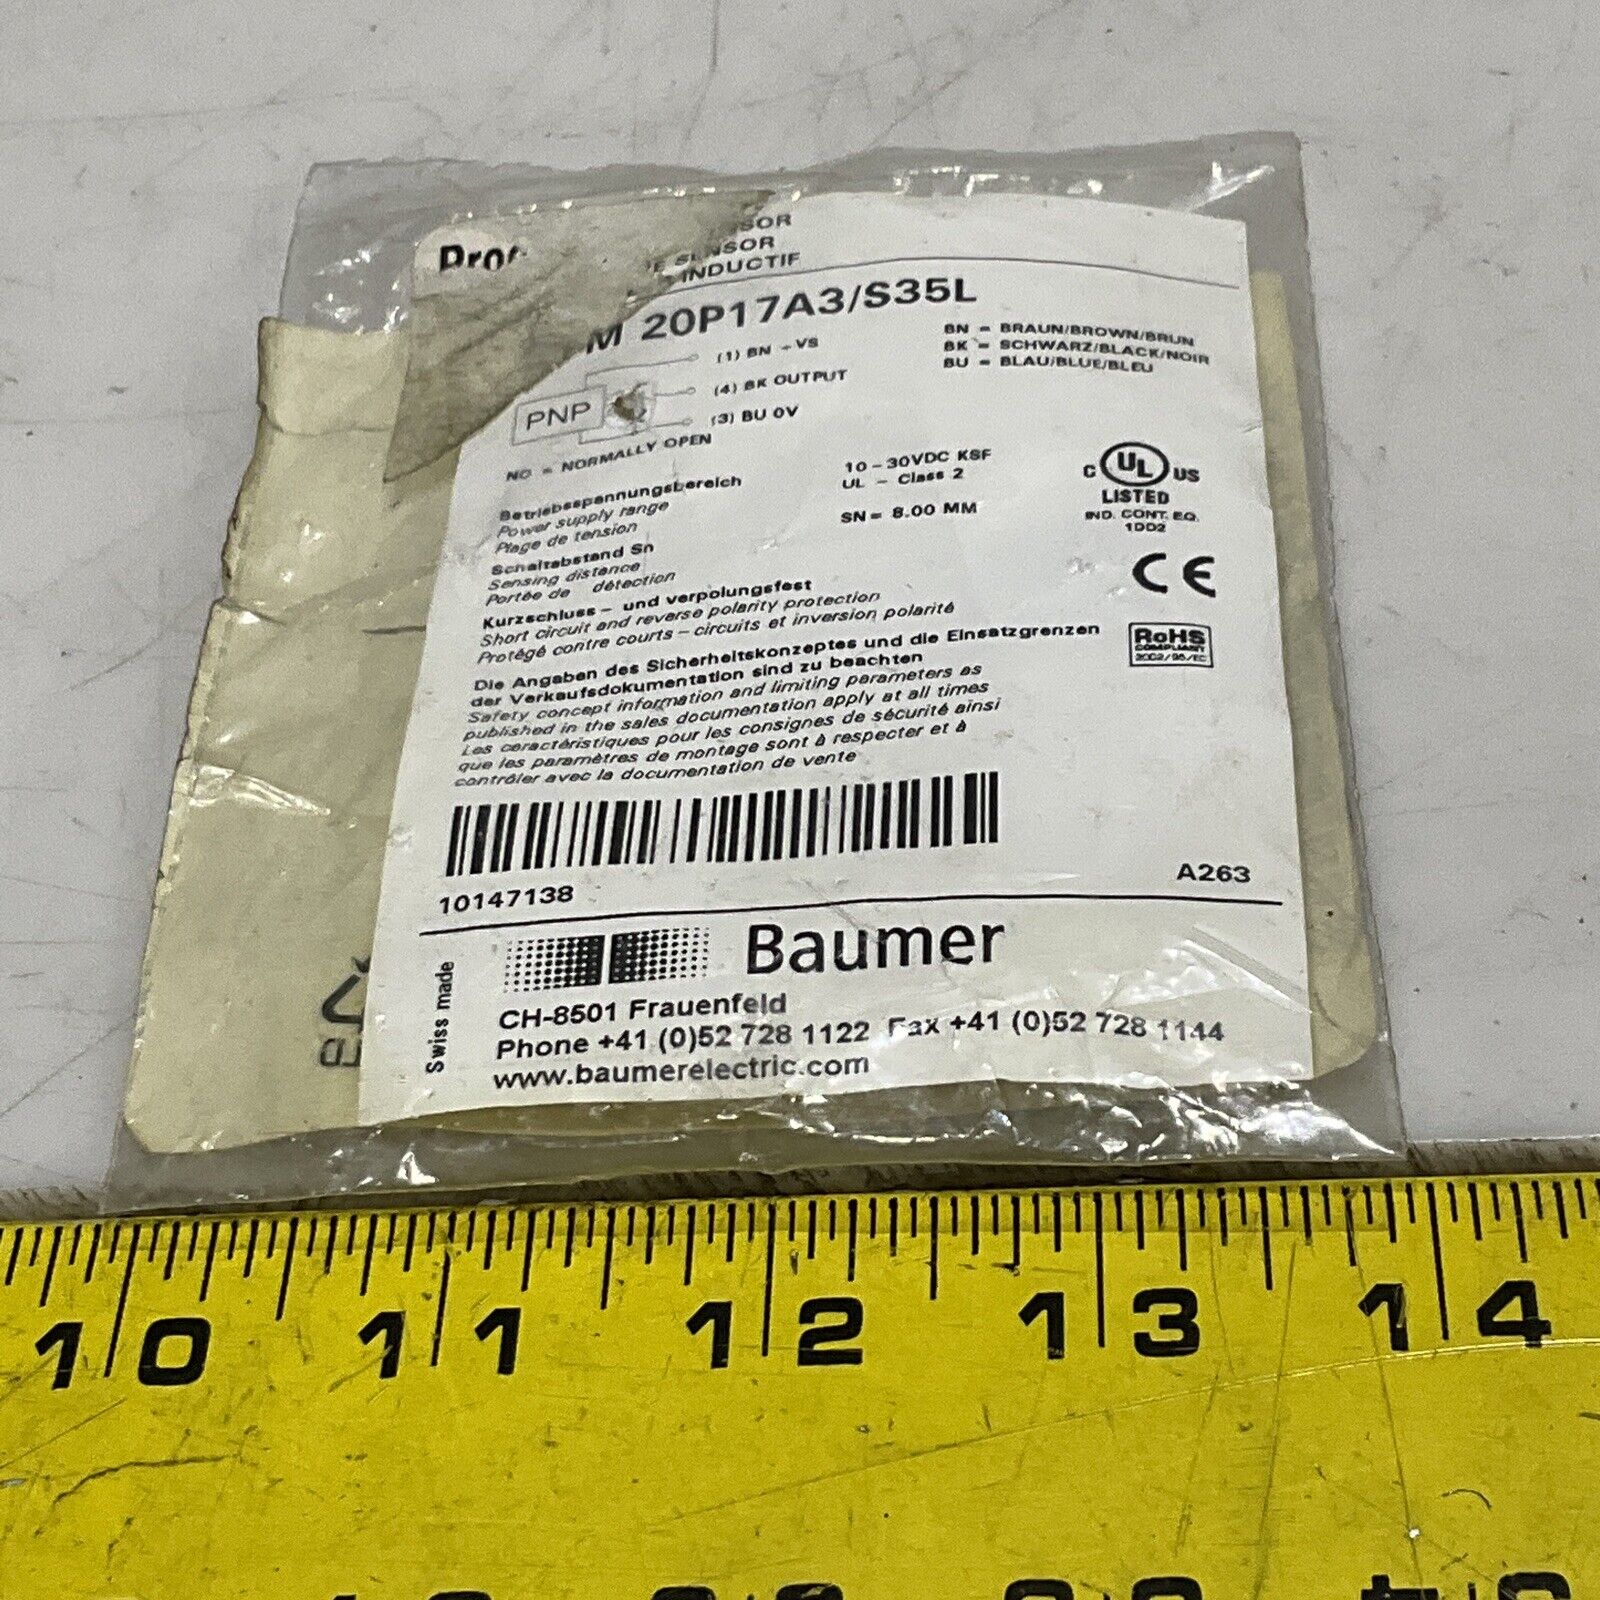 SENSOR
SENSOR
INDUCTIF
M 20P17A3/S35L
(1) BN +VS
PNP
(4) BK OUTPUT
(3) BU 0V
NO = NORMALLY OPEN
BN = BRAUN/BROWN/BRUN
BK = SCHWARZ/BLACK/NOIR
BU = BLAU/BLUE/BLEU
Betriebsspannungsbereich
Power supply range
Plage de tension
10-30VDC KSF
UL - Class 2
Schaltabstand Sn
Sensing distance
Portée de détection
SN= 8.00 MM
C UL US
LISTED
IND. CONT. EQ.
1DD2
CE
RoHS
COMPLIANT
2002/95/EC
Kurzschluss- und verpolungsfest
Short circuit and reverse polarity protection
Protégé contre courts-circuits et inversion polarité
Die Angaben des Sicherheitskonzeptes und die Einsatzgrenzen
der Verkaufsdokumentation sind zu beachten
Safety concept information and limiting parameters as
published in the sales documentation apply at all times
Les caractéristiques pour les consignes de sécurité ainsi
que les paramètres de montage sont à respecter et à
contrôler avec la documentation de vente
10147138
A263
Swiss made
Baumer
CH-8501 Frauenfeld
Phone +41 (0)52 728 1122 Fax +41 (0)52 728 1144
www.baumerelectric.com
10 11 12 13 14